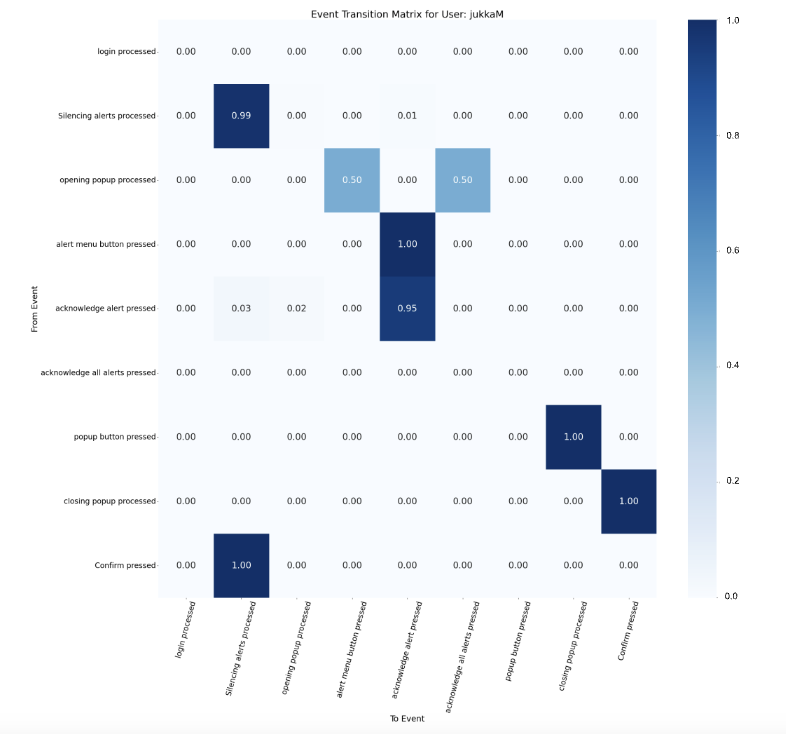 Event Transition Matrix for User: jukkaM
login processed 0.00 0.00 0.00 0.00 0.00 0.00 0.00 0.00 0.00
Silencing alerts processed 0.00 0.99 0.00 0.00 0.01 0.00 0.00 0.00 0.00
opening popup processed 0.00 0.00 0.00 0.50 0.00 0.50 0.00 0.00 0.00
alert menu button pressed 0.00 0.00 0.00 0.00 1.00 0.00 0.00 0.00 0.00
acknowledge alert pressed 0.00 0.03 0.02 0.00 0.95 0.00 0.00 0.00 0.00
acknowledge all alerts pressed 0.00 0.00 0.00 0.00 0.00 0.00 0.00 0.00 0.00
popup button pressed 0.00 0.00 0.00 0.00 0.00 0.00 0.00 1.00 0.00
closing popup processed 0.00 0.00 0.00 0.00 0.00 0.00 0.00 0.00 1.00
Confirm pressed 0.00 1.00 0.00 0.00 0.00 0.00 0.00 0.00 0.00
From Event
login processed
Silencing alerts processed
opening popup processed
alert menu button pressed
acknowledge alert pressed
acknowledge all alerts pressed
popup button pressed
closing popup processed
Confirm pressed
To Event
1.0
0.8
0.6
0.4
0.2
0.0